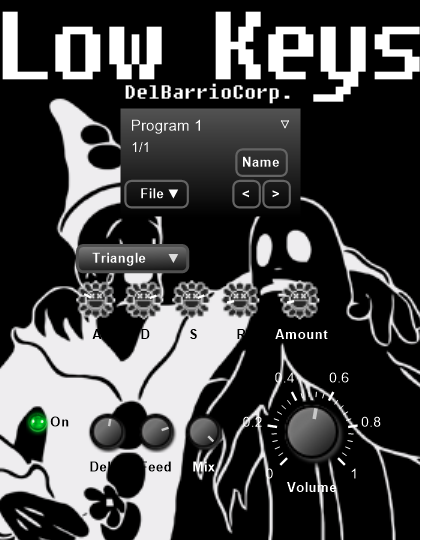 Low Keys
DelBarrioCorp.
Program 1
1/1
Name
File
< >
Triangle
A D S R Amount
0.4 0.6
On 0.2 0.8
Feed Mix
0 1
Volume